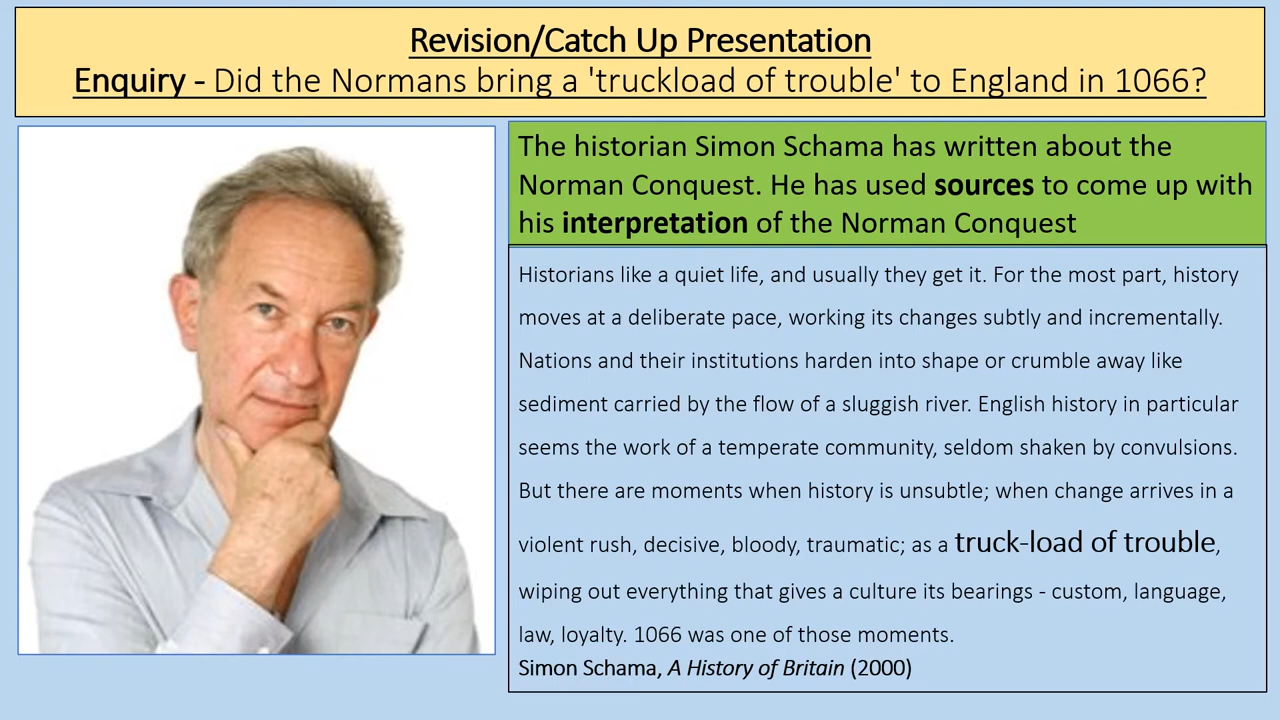 Revision/Catch Up Presentation
Enquiry - Did the Normans bring a 'truckload of trouble' to England in 1066?
The historian Simon Schama has written about the
Norman Conquest. He has used sources to come up with
his interpretation of the Norman Conquest
Historians like a quiet life, and usually they get it. For the most part, history
moves at a deliberate pace, working its changes subtly and incrementally.
Nations and their institutions harden into shape or crumble away like
sediment carried by the flow of a sluggish river. English history in particular
seems the work of a temperate community, seldom shaken by convulsions.
But there are moments when history is unsubtle; when change arrives in a
violent rush, decisive, bloody, traumatic; as a truck-load of trouble,
wiping out everything that gives a culture its bearings - custom, language,
law, loyalty. 1066 was one of those moments.
Simon Schama, A History of Britain (2000)